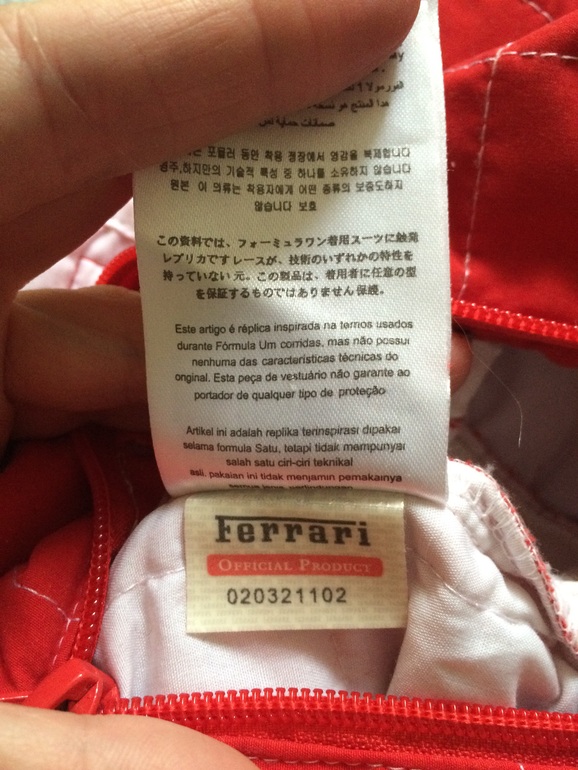 هذا المنتج هو نسخة
포뮬러 동안 착용 정장에서 영감을 복제합니다
경주,하지만의 기술적 특성 중 하나를 소유하지 않습니다
원본 이 의류는 착용자에게 어떤 종류의 보증도하지
않습니다 보호
この資料では、フォーミュラワン着用スーツに触発
レプリカですレースが、技術のいずれかの特性を
持っていない 元。この製品は、着用者に任意の型
を保証するものではありません 保護。
Este artigo é réplica inspirada na ternos usados
durante Fórmula Um corridas, mas não possui
nenhuma das características técnicas do
original. Esta peça de vestuário não garante ao
portador de qualquer tipo de proteção
Artikel ini adalah replika terinspirasi dipakai
selama formula Satu, tetapi tidak mempunyai
salah satu ciri-ciri teknikal
asli. pakaian ini tidak menjamin pemakainya
Ferrari
OFFICIAL PRODUCT
020321102